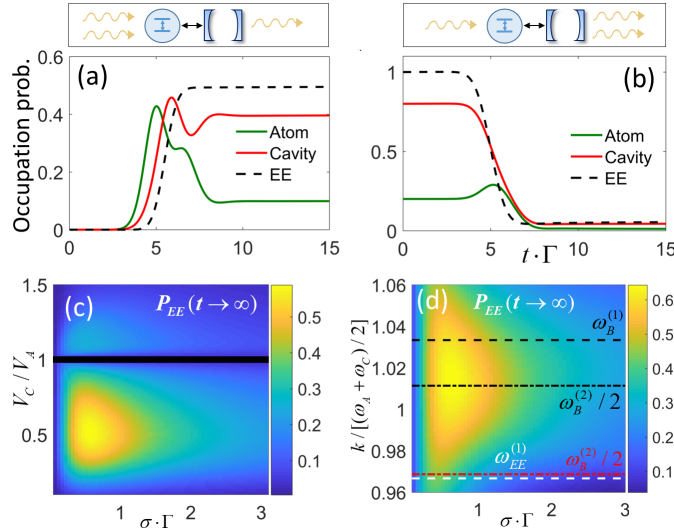 (a)
Occupation prob.
0.6
0.4
0.2
0
Atom
Cavity
EE
0 5 10 15
(b)
1
0.5
0
Atom
Cavity
EE
0 5 10 15
t·Γ
(c)
P_EE(t→∞)
V_C / V_A
1.5
1
0.5
1 2 3
σ·Γ
0.5
0.4
0.3
0.2
0.1
(d)
P_EE(t→∞)
k / [(ω_A + ω_C) / 2]
1.06
1.04
1.02
1
0.98
0.96
ω_B^(1)
ω_B^(2)/2
ω_EE^(1)
ω_B^(2)/2
1 2 3
σ·Γ
0.6
0.5
0.4
0.3
0.2
0.1